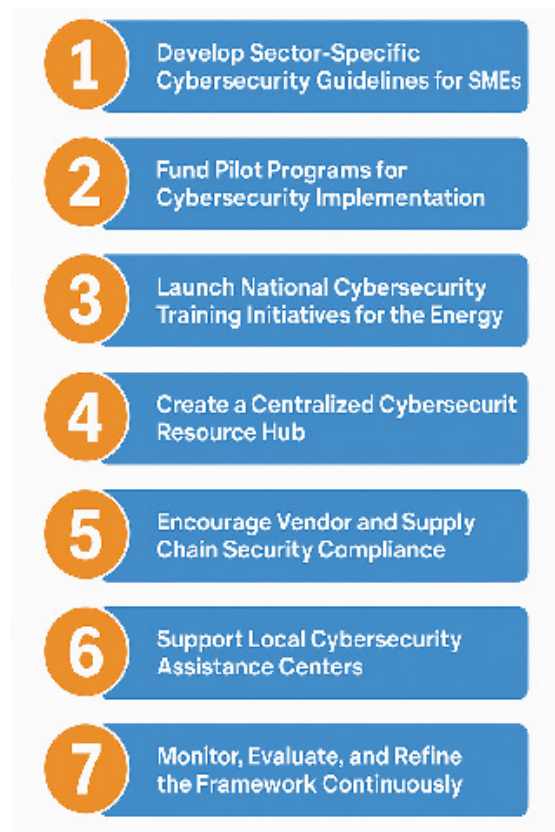 1
Develop Sector-Specific
Cybersecurity Guidelines for SMEs
2
Fund Pilot Programs for
Cybersecurity Implementation
3
Launch National Cybersecurity
Training Initiatives for the Energy
4
Create a Centralized Cybersecurit
Resource Hub
5
Encourage Vendor and Supply
Chain Security Compliance
6
Support Local Cybersecurity
Assistance Centers
7
Monitor, Evaluate, and Refine
the Framework Continuously